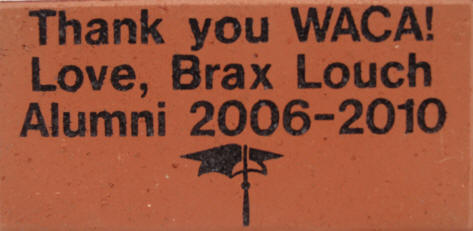 Thank you WACA!
Love, Brax Louch
Alumni 2006-2010